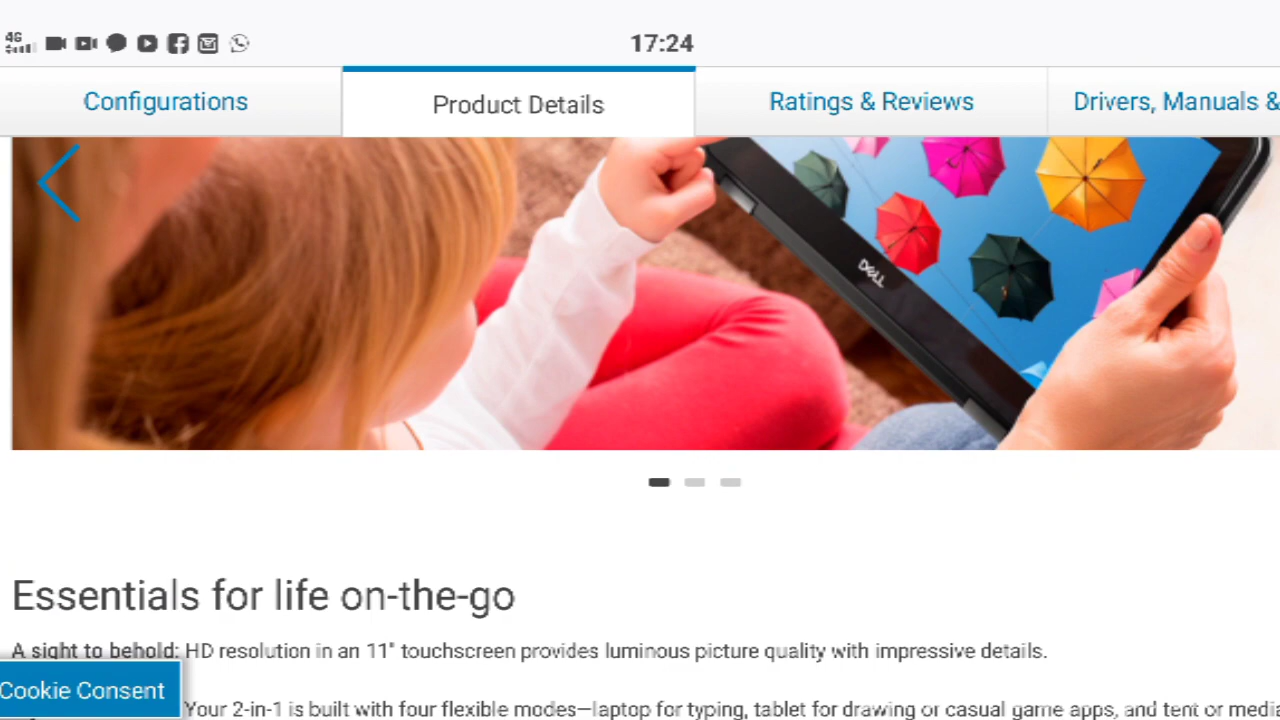 4G 17:24
Configurations Product Details Ratings & Reviews Drivers, Manuals &
DELL
Essentials for life on-the-go
A sight to behold: HD resolution in an 11" touchscreen provides luminous picture quality with impressive details.
Cookie Consent
Your 2-in-1 is built with four flexible modes—laptop for typing, tablet for drawing or casual game apps, and tent or media